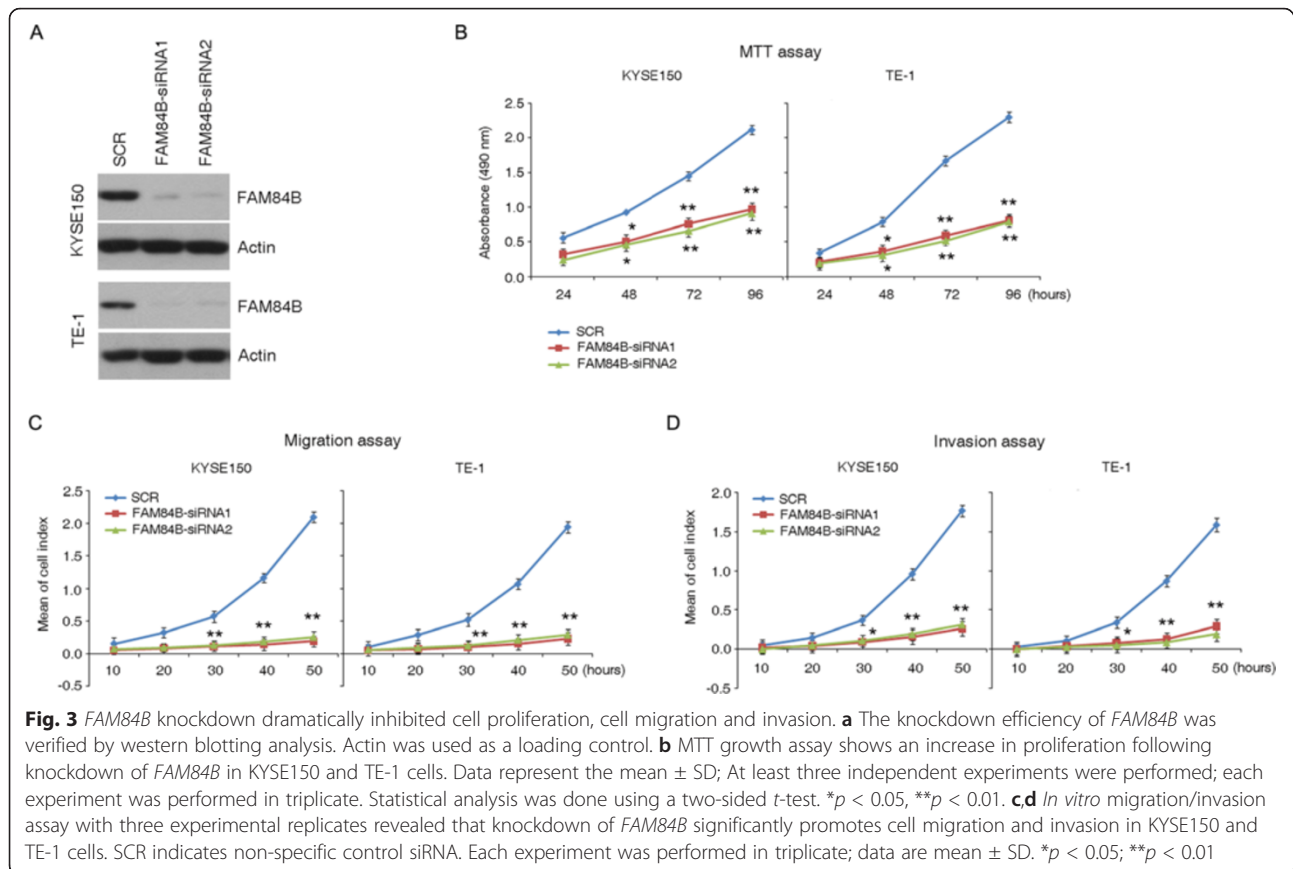 A
SCR
FAM84B-siRNA1
FAM84B-siRNA2
KYSE150
FAM84B
Actin
TE-1
FAM84B
Actin
B
MTT assay
KYSE150
TE-1
Absorbance (490 nm)
2.5
2.0
1.5
1.0
0.5
0.0
* ** **
* ** **
* ** **
* ** **
24 48 72 96
24 48 72 96 (hours)
SCR
FAM84B-siRNA1
FAM84B-siRNA2
C
Migration assay
KYSE150
TE-1
Mean of cell index
2.5
2.0
1.5
1.0
0.5
0.0
-0.5
SCR
FAM84B-siRNA1
FAM84B-siRNA2
** ** **
** ** **
10 20 30 40 50
10 20 30 40 50 (hours)
D
Invasion assay
KYSE150
TE-1
Mean of cell index
2.0
1.5
1.0
0.5
0.0
-0.5
SCR
FAM84B-siRNA1
FAM84B-siRNA2
* ** **
* ** **
10 20 30 40 50
10 20 30 40 50 (hours)
Fig. 3 FAM84B knockdown dramatically inhibited cell proliferation, cell migration and invasion. a The knockdown efficiency of FAM84B was
verified by western blotting analysis. Actin was used as a loading control. b MTT growth assay shows an increase in proliferation following
knockdown of FAM84B in KYSE150 and TE-1 cells. Data represent the mean ± SD; At least three independent experiments were performed; each
experiment was performed in triplicate. Statistical analysis was done using a two-sided t-test. *p < 0.05, **p < 0.01. c,d In vitro migration/invasion
assay with three experimental replicates revealed that knockdown of FAM84B significantly promotes cell migration and invasion in KYSE150 and
TE-1 cells. SCR indicates non-specific control siRNA. Each experiment was performed in triplicate; data are mean ± SD. *p < 0.05; **p < 0.01